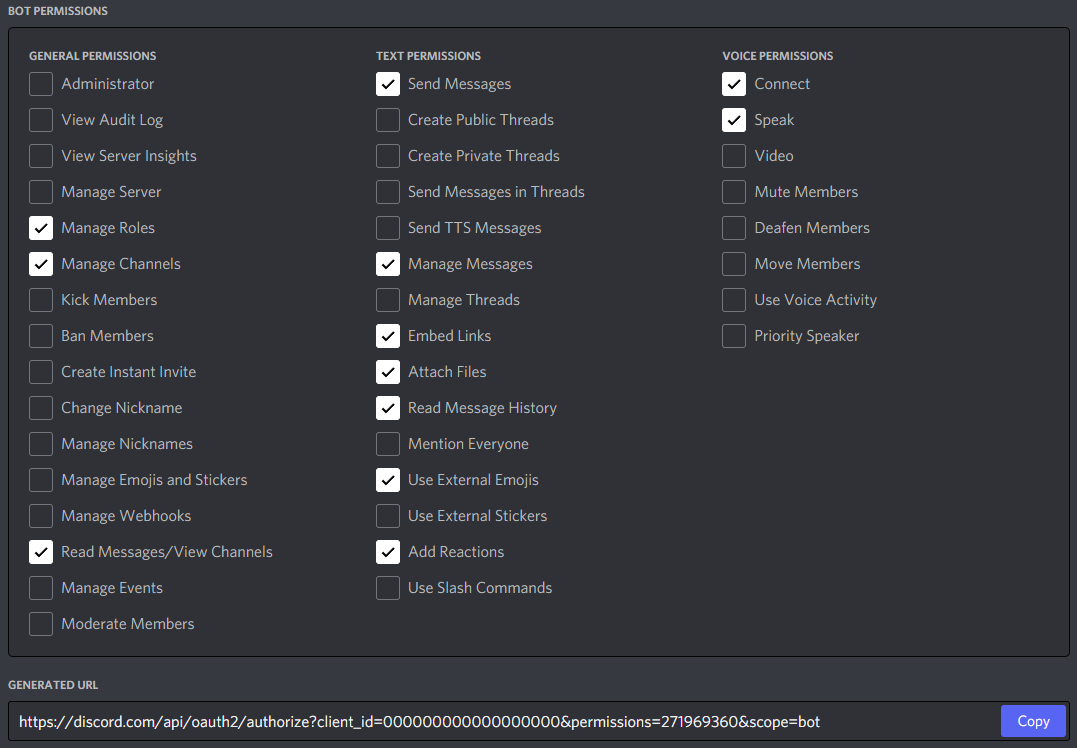 BOT PERMISSIONS
GENERAL PERMISSIONS
Administrator
View Audit Log
View Server Insights
Manage Server
Manage Roles
Manage Channels
Kick Members
Ban Members
Create Instant Invite
Change Nickname
Manage Nicknames
Manage Emojis and Stickers
Manage Webhooks
Read Messages/View Channels
Manage Events
Moderate Members
TEXT PERMISSIONS
Send Messages
Create Public Threads
Create Private Threads
Send Messages in Threads
Send TTS Messages
Manage Messages
Manage Threads
Embed Links
Attach Files
Read Message History
Mention Everyone
Use External Emojis
Use External Stickers
Add Reactions
Use Slash Commands
VOICE PERMISSIONS
Connect
Speak
Video
Mute Members
Deafen Members
Move Members
Use Voice Activity
Priority Speaker
GENERATED URL
https://discord.com/api/oauth2/authorize?client_id=000000000000000000&permissions=271969360&scope=bot
Copy